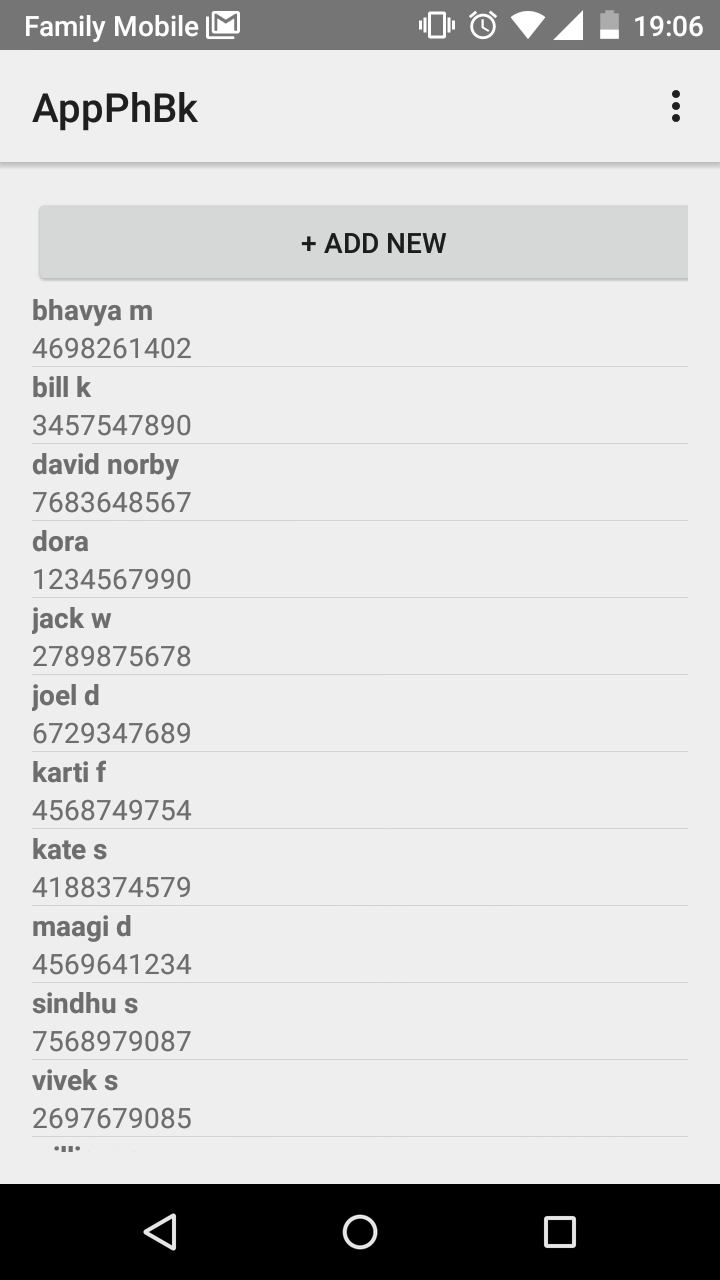 Family Mobile 19:06
AppPhBk
+ ADD NEW
bhavya m
4698261402
bill k
3457547890
david norby
7683648567
dora
1234567990
jack w
2789875678
joel d
6729347689
karti f
4568749754
kate s
4188374579
maagi d
4569641234
sindhu s
7568979087
vivek s
2697679085